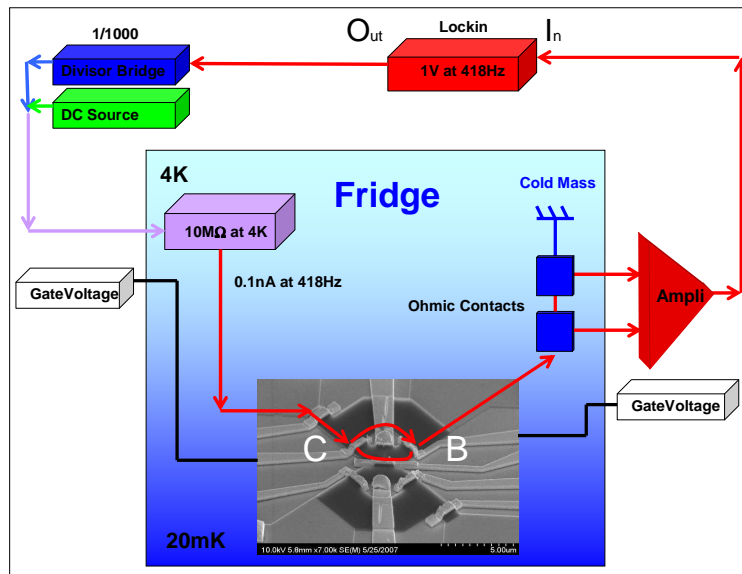 1/1000
Out
Lockin
In
Divisor Bridge
1V at 418Hz
DC Source
4K
Fridge
Cold Mass
10MΩ at 4K
0.1nA at 418Hz
GateVoltage
Ampli
Ohmic Contacts
GateVoltage
C
B
20mK
10.0kV 5.8mm x7.00k SE(M) 5/25/2007
5.00um